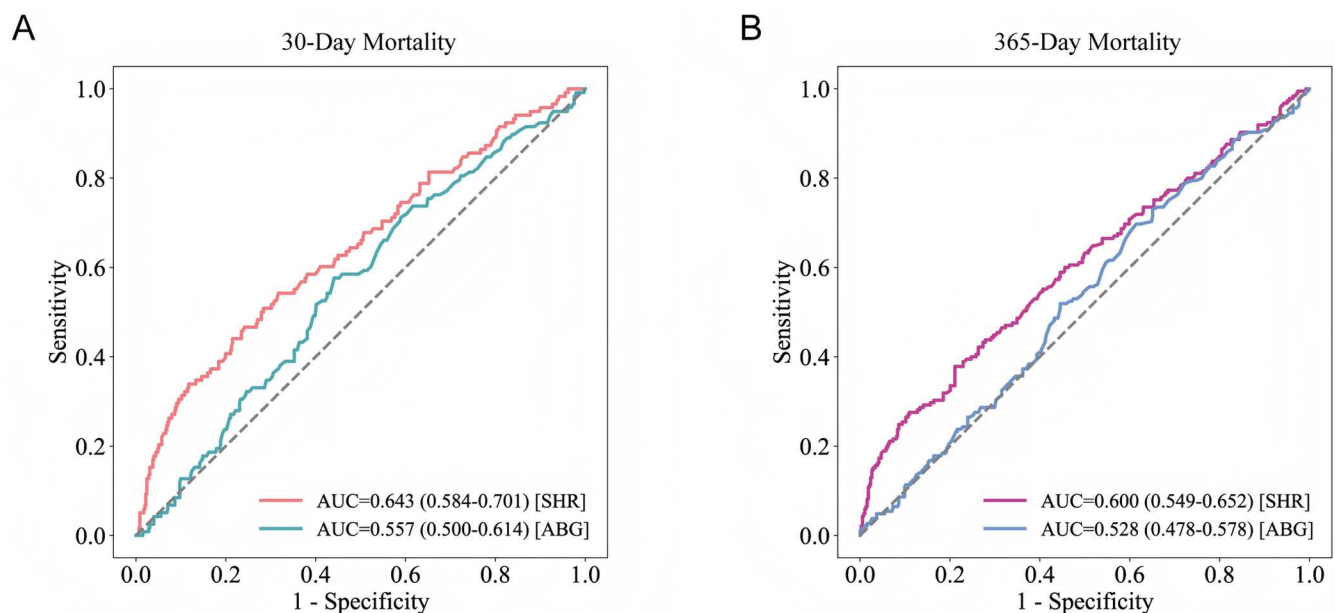 A
30-Day Mortality
1.0
0.8
0.6
0.4
0.2
0.0
Sensitivity
AUC=0.643 (0.584-0.701) [SHR]
AUC=0.557 (0.500-0.614) [ABG]
0.0 0.2 0.4 0.6 0.8 1.0
1 - Specificity
B
365-Day Mortality
1.0
0.8
0.6
0.4
0.2
0.0
Sensitivity
AUC=0.600 (0.549-0.652) [SHR]
AUC=0.528 (0.478-0.578) [ABG]
0.0 0.2 0.4 0.6 0.8 1.0
1 - Specificity